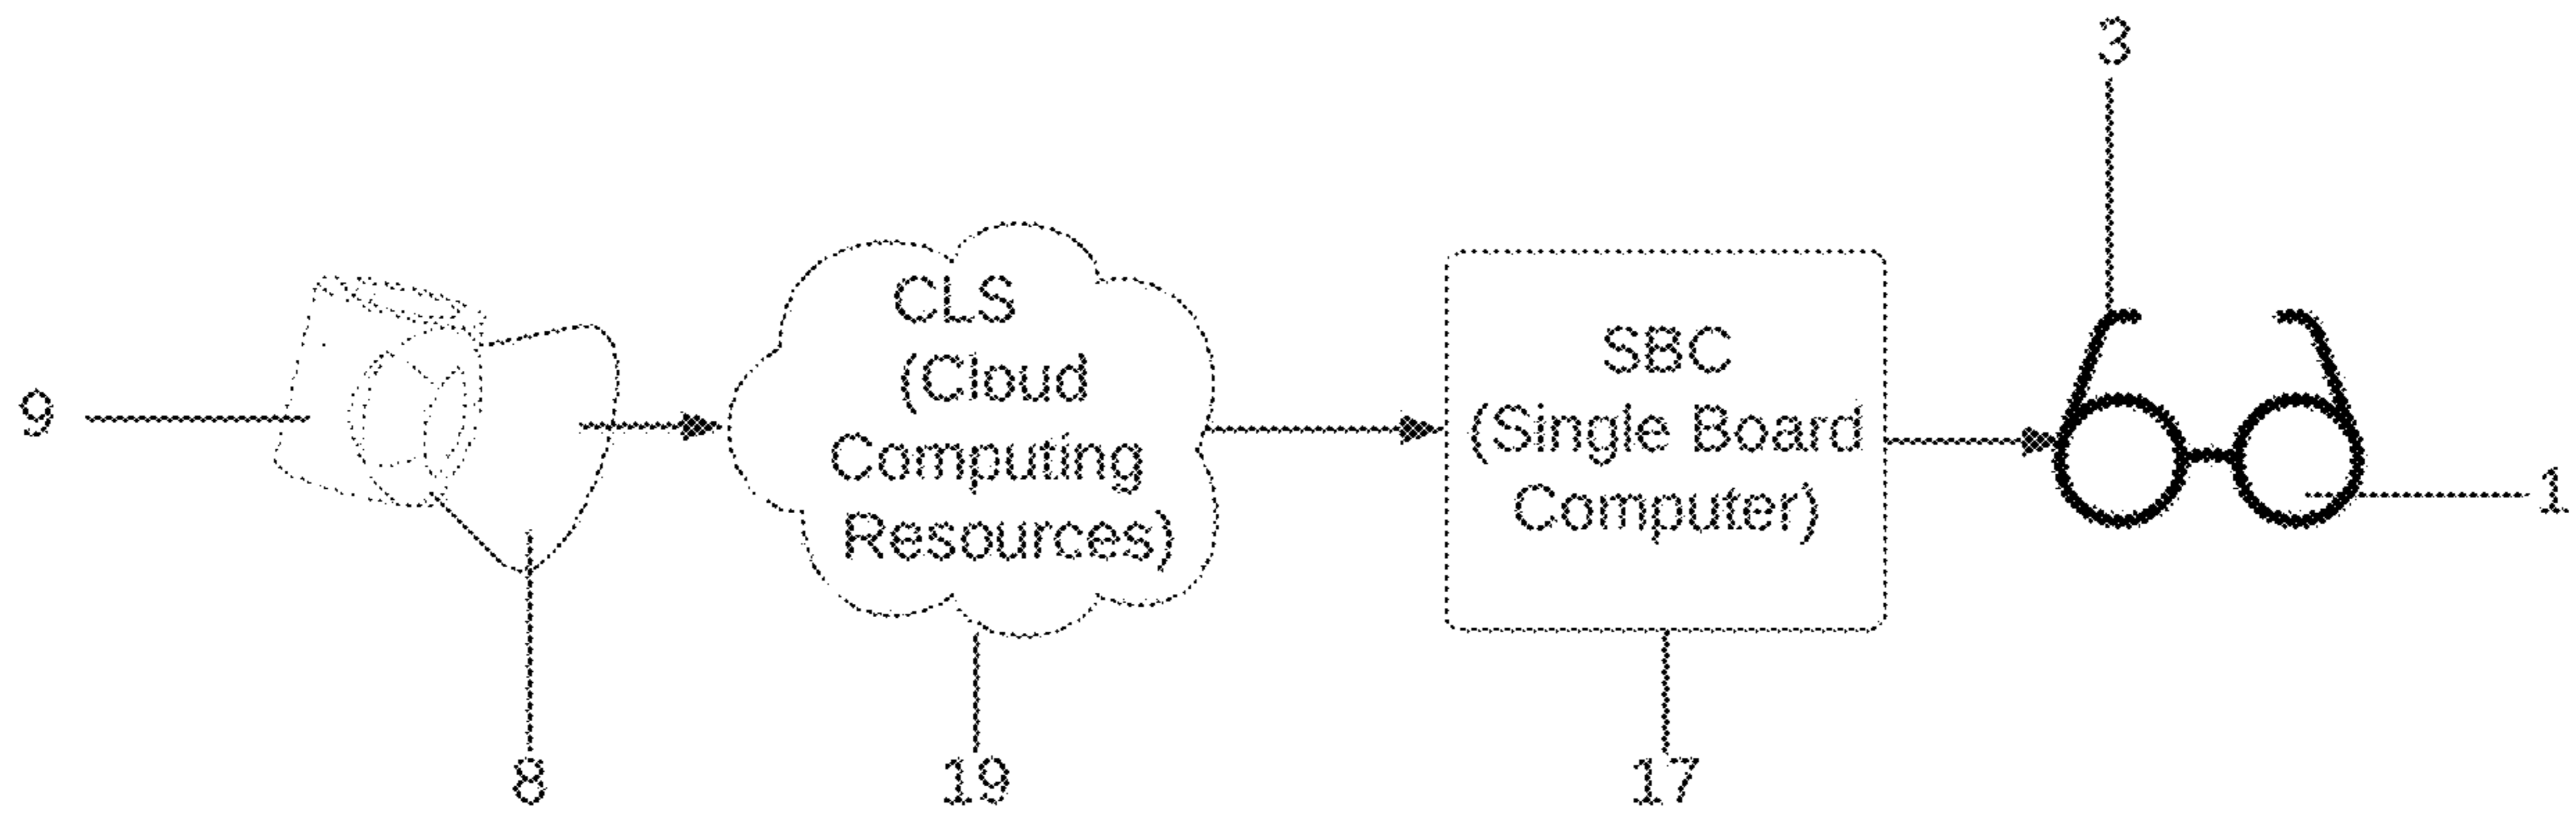 3
CLS
(Cloud
Computing
Resources)
SBC
(Single Board
Computer)
9
1
8
19
17